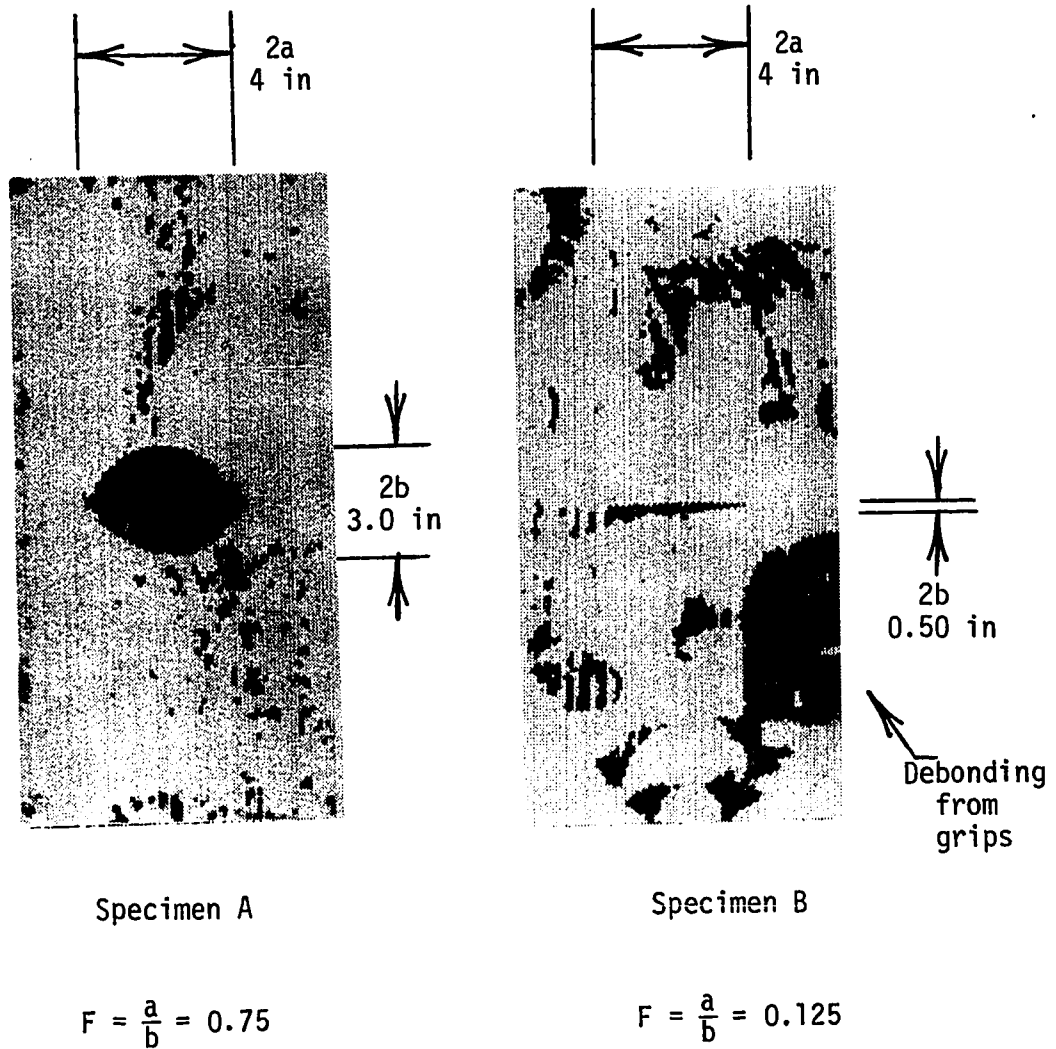 2a
4 in
2a
4 in
2b
3.0 in
2b
0.50 in
Debonding
from
grips
Specimen A
Specimen B
F = a/b = 0.75
F = a/b = 0.125